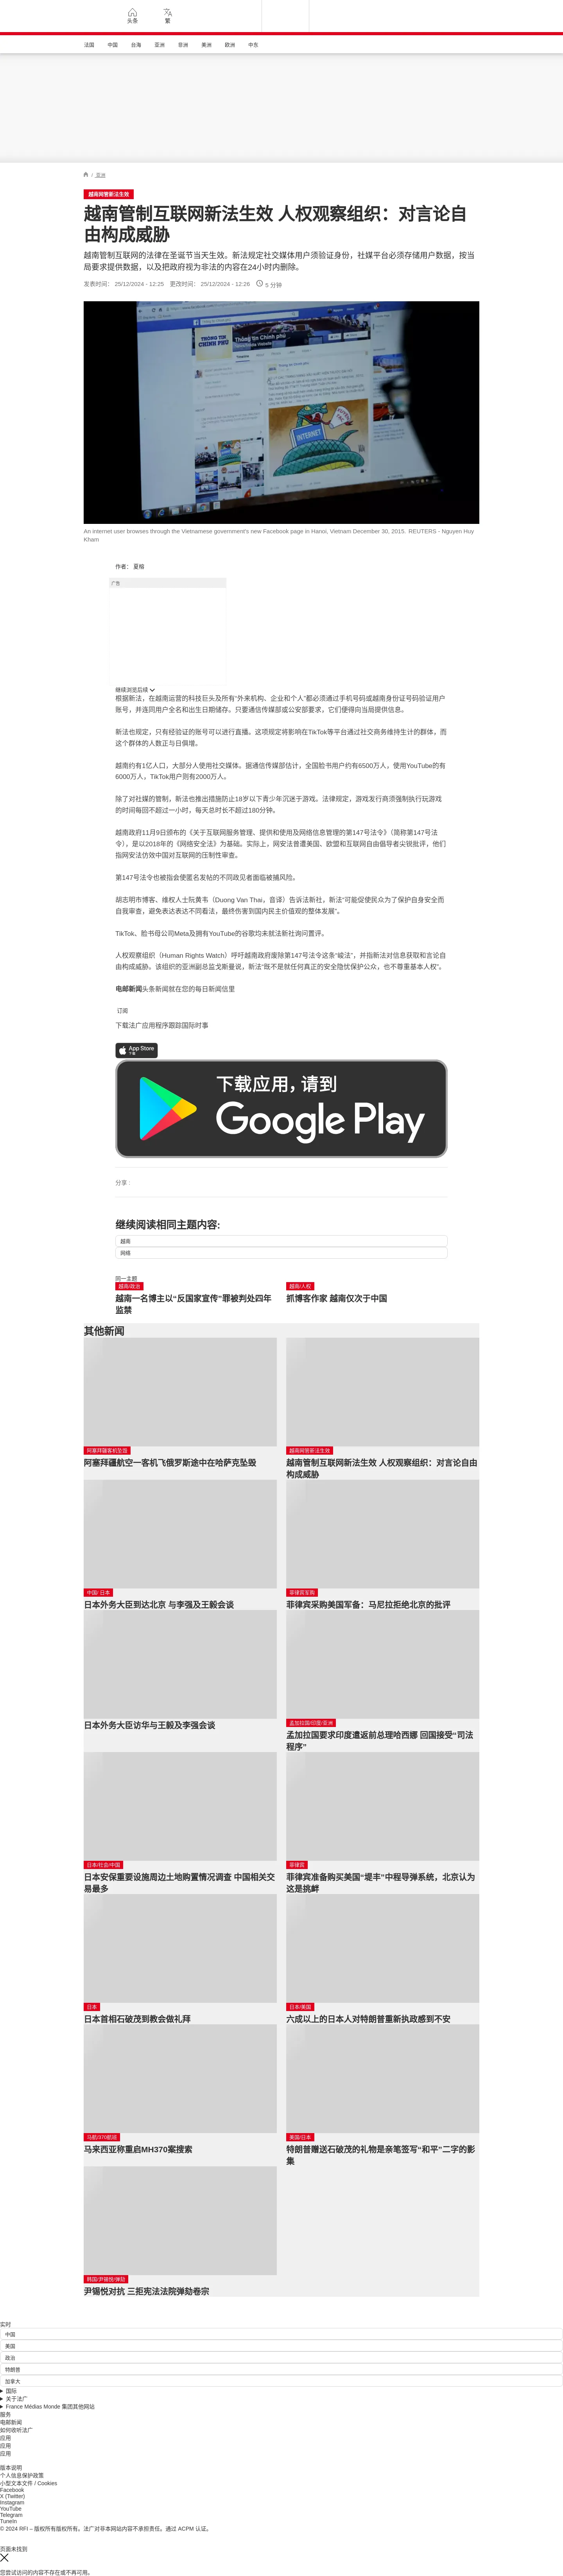 头条
繁
法国
中国
台海
亚洲
非洲
美洲
欧洲
中东
/ 亚洲
越南网管新法生效
越南管制互联网新法生效 人权观察组织：对言论自
由构成威胁
越南管制互联网的法律在圣诞节当天生效。新法规定社交媒体用户须验证身份，社媒平台必须存储用户数据，按当
局要求提供数据，以及把政府视为非法的内容在24小时内删除。
发表时间： 25/12/2024 - 12:25 更改时间： 25/12/2024 - 12:26 5 分钟
THÔNG TIN CHÍNH PHỦ
Thông tin Chính phủ
INTERNET
An internet user browses through the Vietnamese government's new Facebook page in Hanoi, Vietnam December 30, 2015. REUTERS - Nguyen Huy
Kham
作者： 夏榕
广告
继续浏览后续
根据新法，在越南运营的科技巨头及所有“外来机构、企业和个人”都必须通过手机号码或越南身份证号码验证用户
账号，并连同用户全名和出生日期储存。只要通信传媒部或公安部要求，它们便得向当局提供信息。
新法也规定，只有经验证的账号可以进行直播。这项规定将影响在TikTok等平台通过社交商务维持生计的群体，而
这个群体的人数正与日俱增。
越南约有1亿人口，大部分人使用社交媒体。据通信传媒部估计，全国脸书用户约有6500万人，使用YouTube的有
6000万人，TikTok用户则有2000万人。
除了对社媒的管制，新法也推出措施防止18岁以下青少年沉迷于游戏。法律规定，游戏发行商须强制执行玩游戏
的时间每回不超过一小时，每天总时长不超过180分钟。
越南政府11月9日颁布的《关于互联网服务管理、提供和使用及网络信息管理的第147号法令》（简称第147号法
令），是以2018年的《网络安全法》为基础。实际上，网安法曾遭美国、欧盟和互联网自由倡导者尖锐批评，他们
指网安法仿效中国对互联网的压制性审查。
第147号法令也被指会使匿名发帖的不同政见者面临被捕风险。
胡志明市博客、维权人士阮黄韦（Duong Van Thai，音译）告诉法新社，新法“可能促使民众为了保护自身安全而
自我审查，避免表达表达不同看法，最终伤害到国内民主价值观的整体发展”。
TikTok、脸书母公司Meta及拥有YouTube的谷歌均未就法新社询问置评。
人权观察组织（Human Rights Watch）呼吁越南政府废除第147号法令这条“峻法”，并指新法对信息获取和言论自
由构成威胁。该组织的亚洲副总监戈斯曼说，新法“既不是就任何真正的安全隐忧保护公众，也不尊重基本人权”。
电邮新闻头条新闻就在您的每日新闻信里
订阅
下载法广应用程序跟踪国际时事
App Store
下载
下载应用，请到
Google Play
分享 :
继续阅读相同主题内容:
越南
网络
同一主题
越南/政治
越南一名博主以“反国家宣传”罪被判处四年
监禁
越南/人权
抓博客作家 越南仅次于中国
其他新闻
阿塞拜疆客机坠毁
阿塞拜疆航空一客机飞俄罗斯途中在哈萨克坠毁
越南网管新法生效
越南管制互联网新法生效 人权观察组织：对言论自由
构成威胁
中国/ 日本
日本外务大臣到达北京 与李强及王毅会谈
菲律宾军购
菲律宾采购美国军备：马尼拉拒绝北京的批评
日本外务大臣访华与王毅及李强会谈
孟加拉国/印度/亚洲
孟加拉国要求印度遣返前总理哈西娜 回国接受“司法
程序”
日本/社会/中国
日本安保重要设施周边土地购置情况调查 中国相关交
易最多
菲律宾
菲律宾准备购买美国“堤丰”中程导弹系统，北京认为
这是挑衅
日本
日本首相石破茂到教会做礼拜
日本/美国
六成以上的日本人对特朗普重新执政感到不安
马航/370航班
马来西亚称重启MH370案搜索
美国/日本
特朗普赠送石破茂的礼物是亲笔签写“和平”二字的影
集
韩国/尹锡悦/弹劾
尹锡悦对抗 三拒宪法法院弹劾卷宗
实时
中国
美国
政治
特朗普
加拿大
国际
关于法广
France Médias Monde 集团其他网站
服务
电邮新闻
如何收听法广
应用
应用
应用
版本说明
个人信息保护政策
小型文本文件 / Cookies
Facebook
X (Twitter)
Instagram
YouTube
Telegram
TuneIn
© 2024 RFI – 版权所有版权所有。法广对非本网站内容不承担责任。通过 ACPM 认证。
页面未找到
您尝试访问的内容不存在或不再可用。